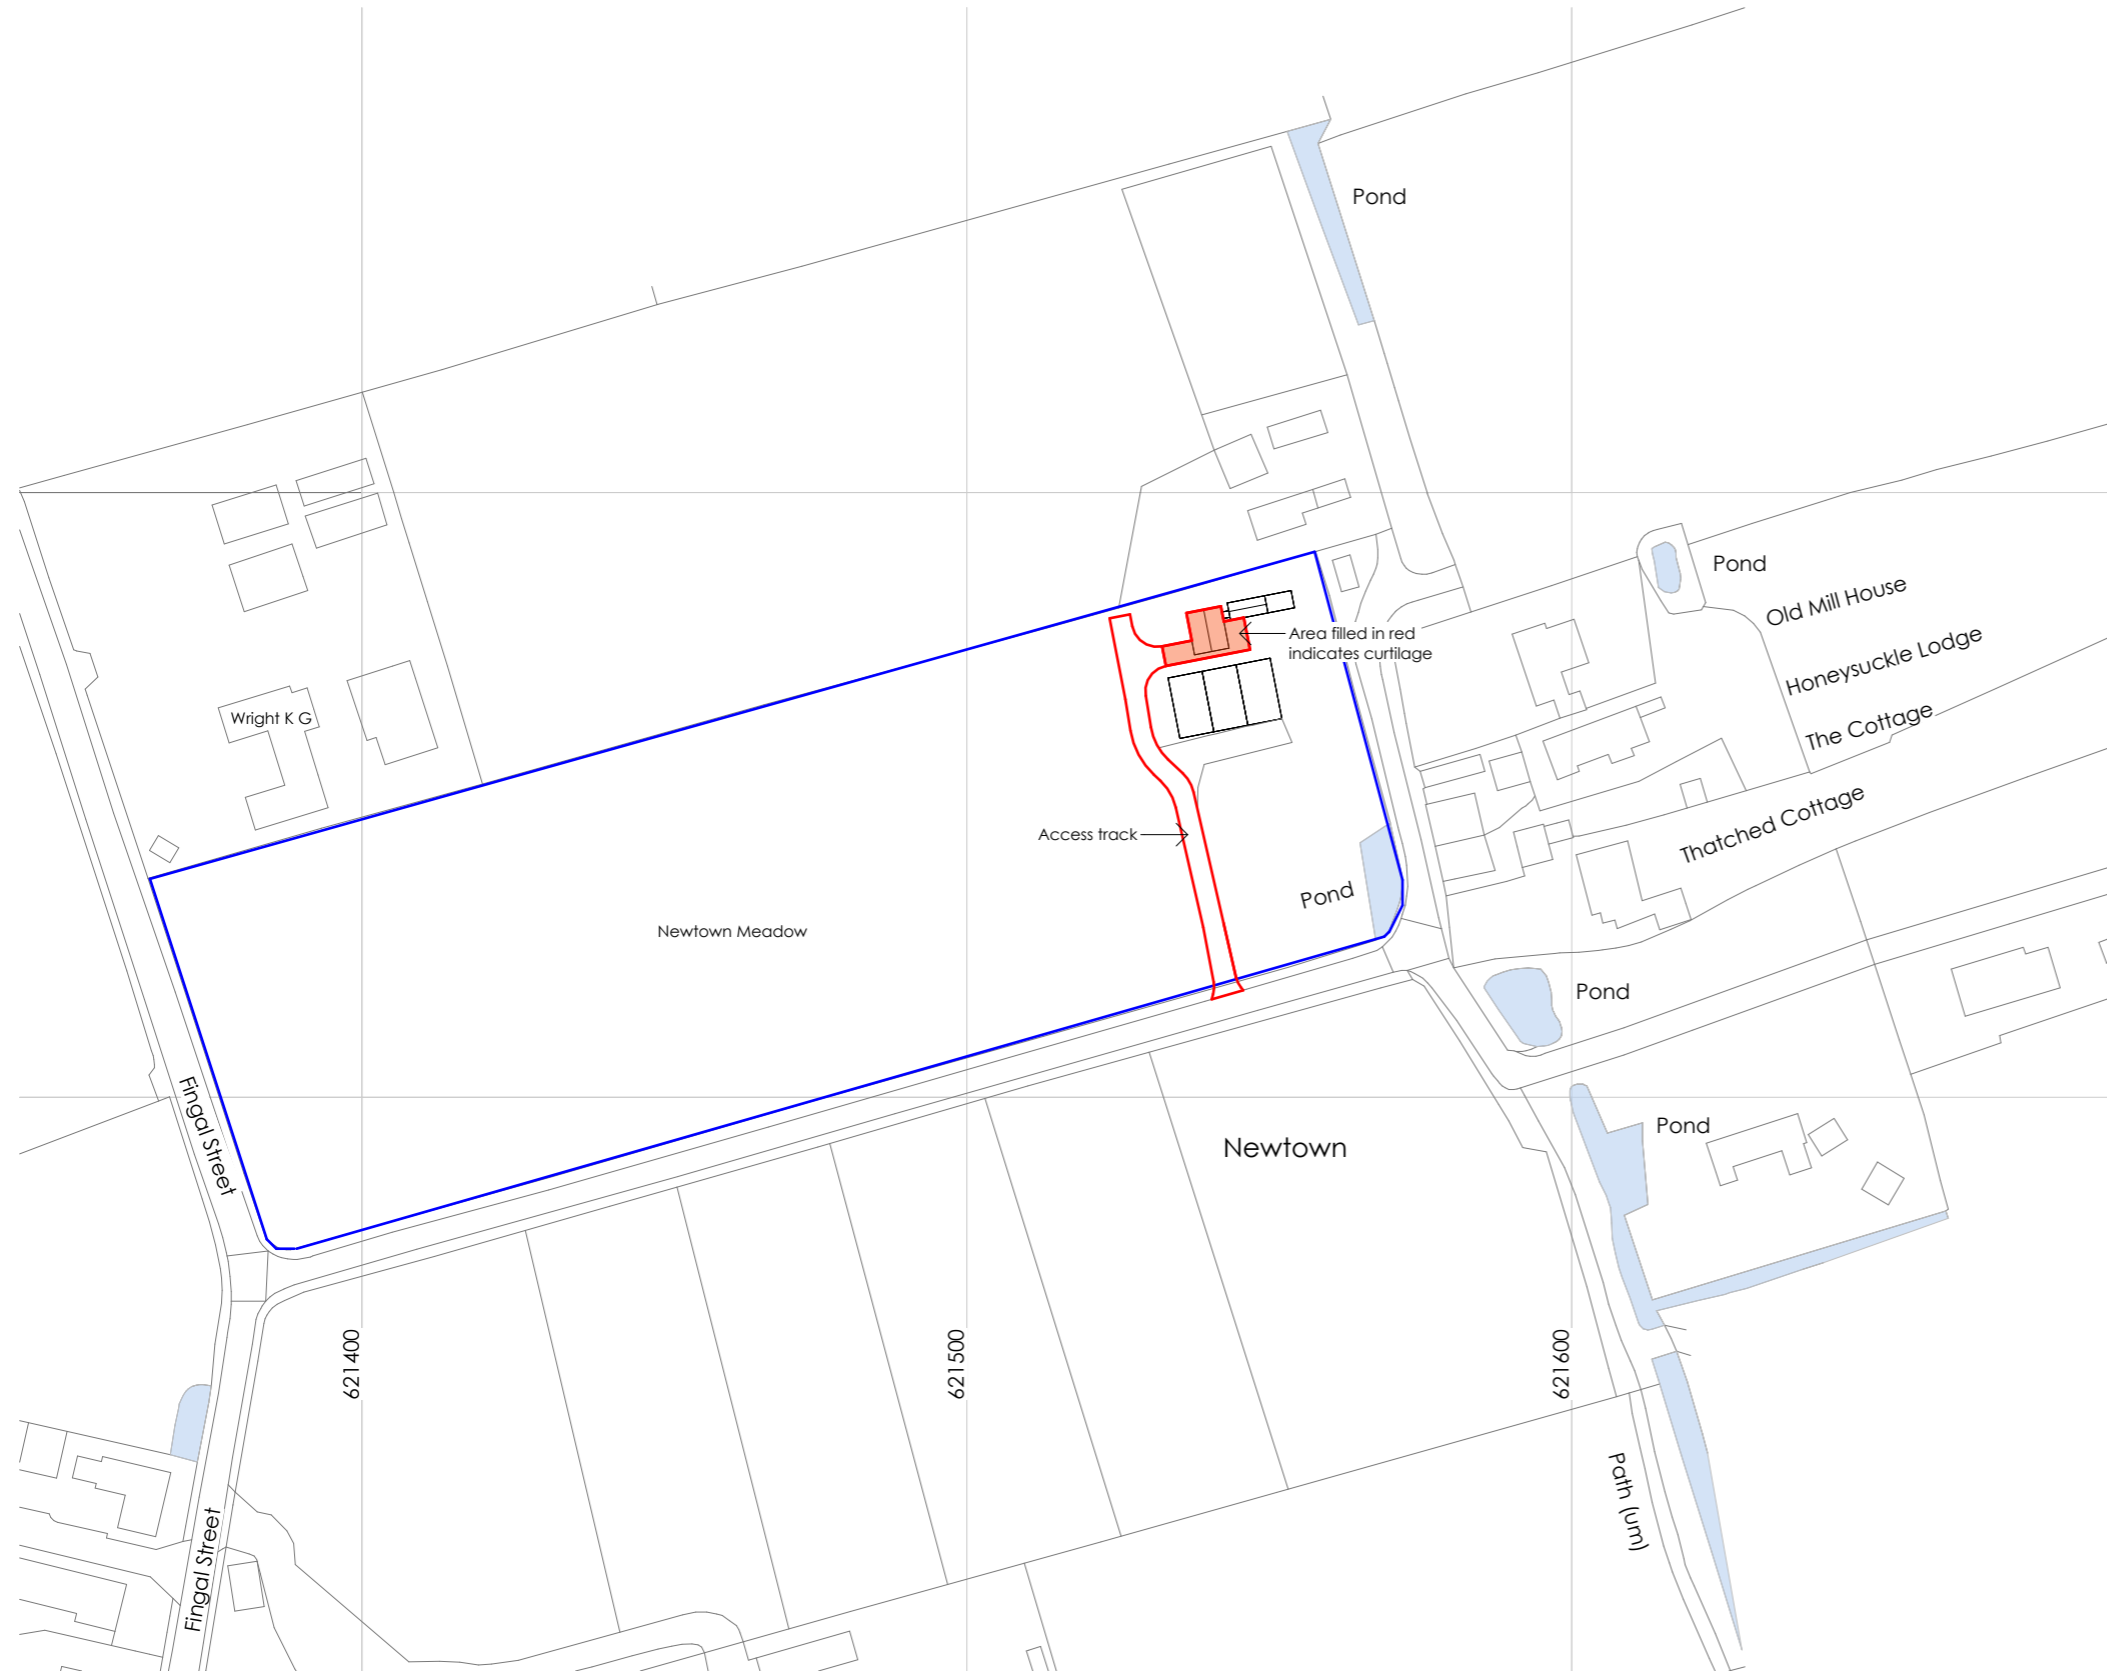 Pond
Pond
Old Mill House
Honeysuckle Lodge
The Cottage
Area filled in red
indicates curtilage
Wright K G
Thatched Cottage
Access track
Pond
Newtown Meadow
Pond
Fingal Street
Pond
Newtown
621400
621500
621600
Path (um)
Fingal Street